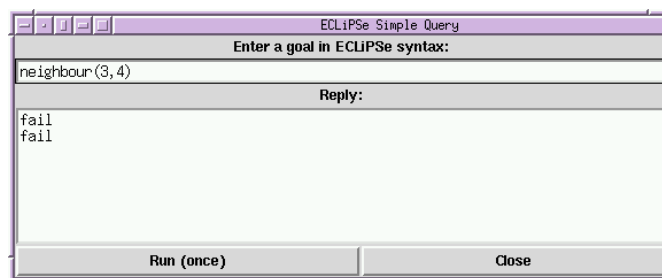 ECLiPSe Simple Query
Enter a goal in ECLiPSe syntax:
neighbour(3,4)
Reply:
fail
fail
Run (once)
Close